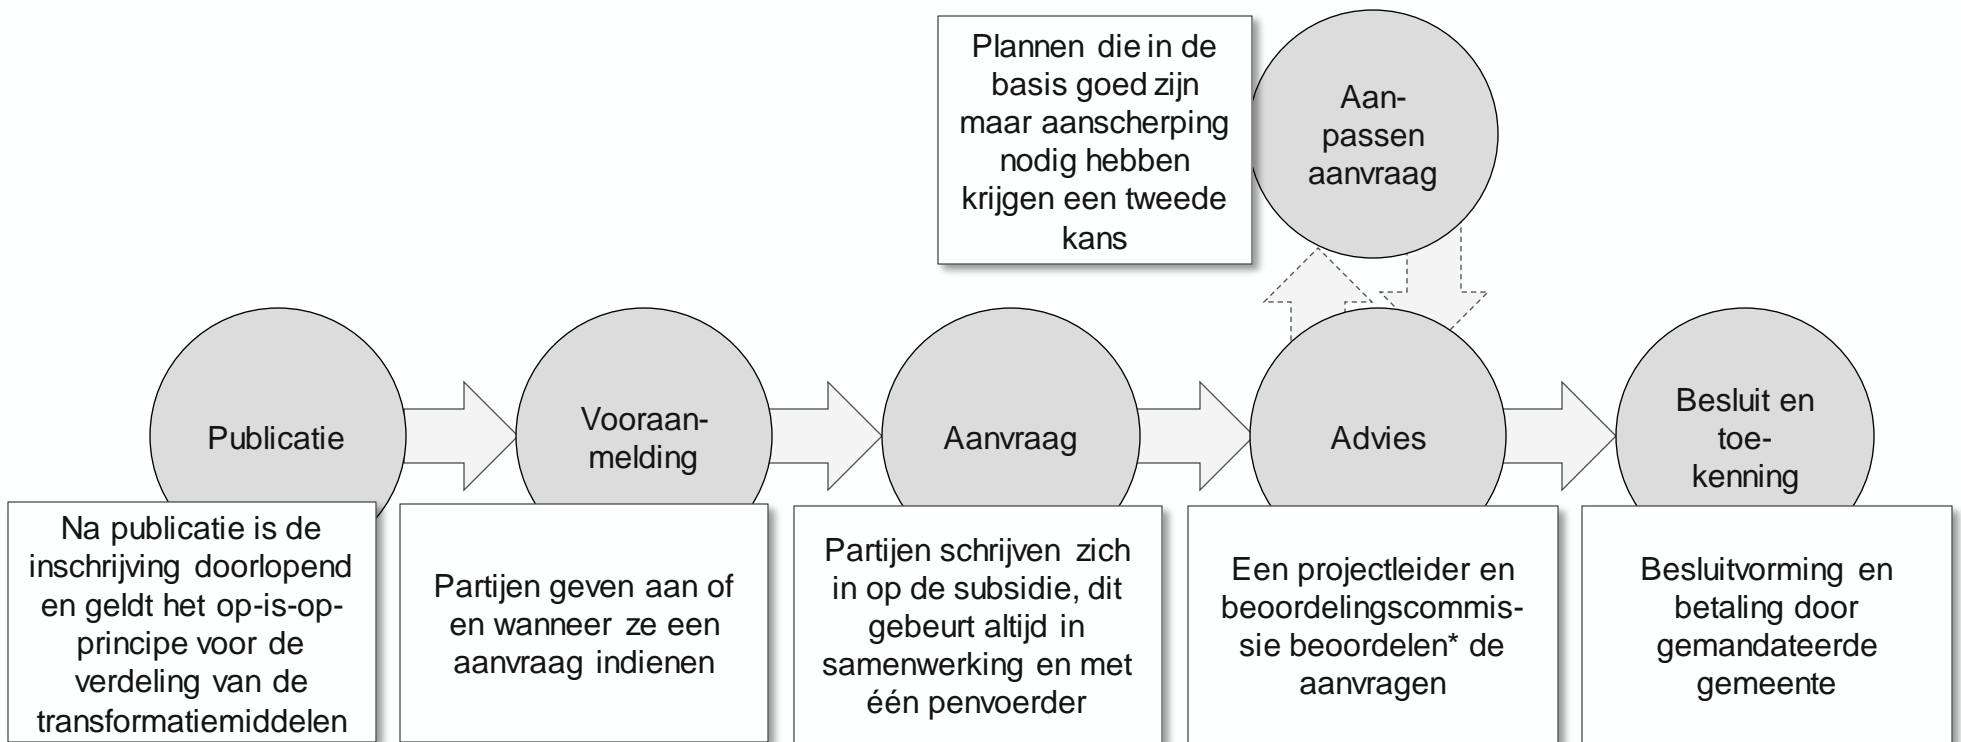 Plannen die in de
basis goed zijn
maar aanscherping
nodig hebben
krijgen een tweede
kans
Aan-
passen
aanvraag
Publicatie
Vooraan-
melding
Aanvraag
Advies
Besluit en
toe-
kenning
Na publicatie is de
inschrijving doorlopend
en geldt het op-is-op-
principe voor de
verdeling van de
transformatiemiddelen
Partijen geven aan of
en wanneer ze een
aanvraag indienen
Partijen schrijven zich
in op de subsidie, dit
gebeurt altijd in
samenwerking en met
één penvoerder
Een projectleider en
beoordelingscommis-
sie beoordelen* de
aanvragen
Besluitvorming en
betaling door
gemandateerde
gemeente